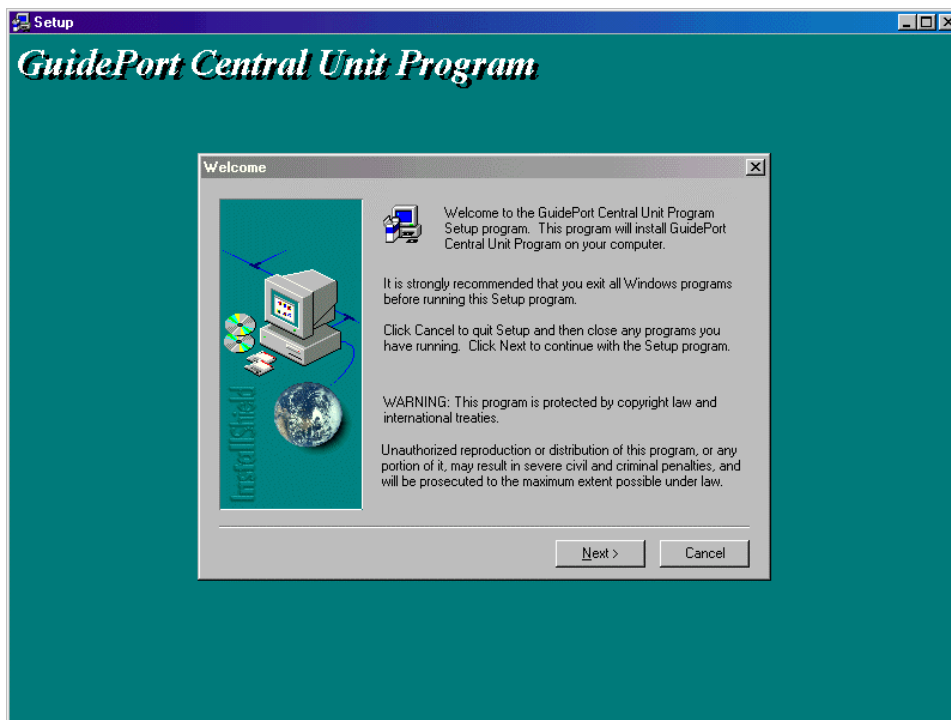 Setup
GuidePort Central Unit Program
Welcome
Welcome to the GuidePort Central Unit Program
Setup program.  This program will install GuidePort
Central Unit Program on your computer.
It is strongly recommended that you exit all Windows programs
before running this Setup program.
Click Cancel to quit Setup and then close any programs you
have running.  Click Next to continue with the Setup program.
WARNING: This program is protected by copyright law and
international treaties.
Unauthorized reproduction or distribution of this program, or any
portion of it, may result in severe civil and criminal penalties, and
will be prosecuted to the maximum extent possible under law.
InstallShield
Next >
Cancel